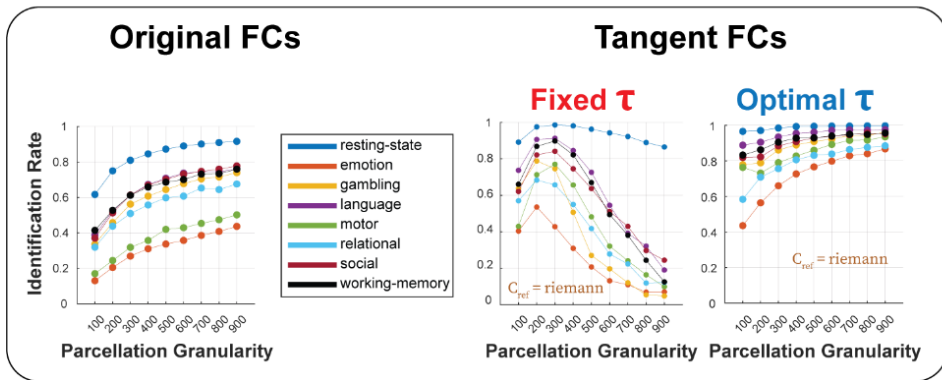 Original FCs
Tangent FCs
Fixed τ
Optimal τ
Identification Rate
1
0.8
0.6
0.4
0.2
0
100
200
300
400
500
600
700
800
900
Parcellation Granularity
resting-state
emotion
gambling
language
motor
relational
social
working-memory
1
0.8
0.6
0.4
0.2
0
C_ref = riemann
100
200
300
400
500
600
700
800
900
Parcellation Granularity
1
0.8
0.6
0.4
0.2
0
C_ref = riemann
100
200
300
400
500
600
700
800
900
Parcellation Granularity